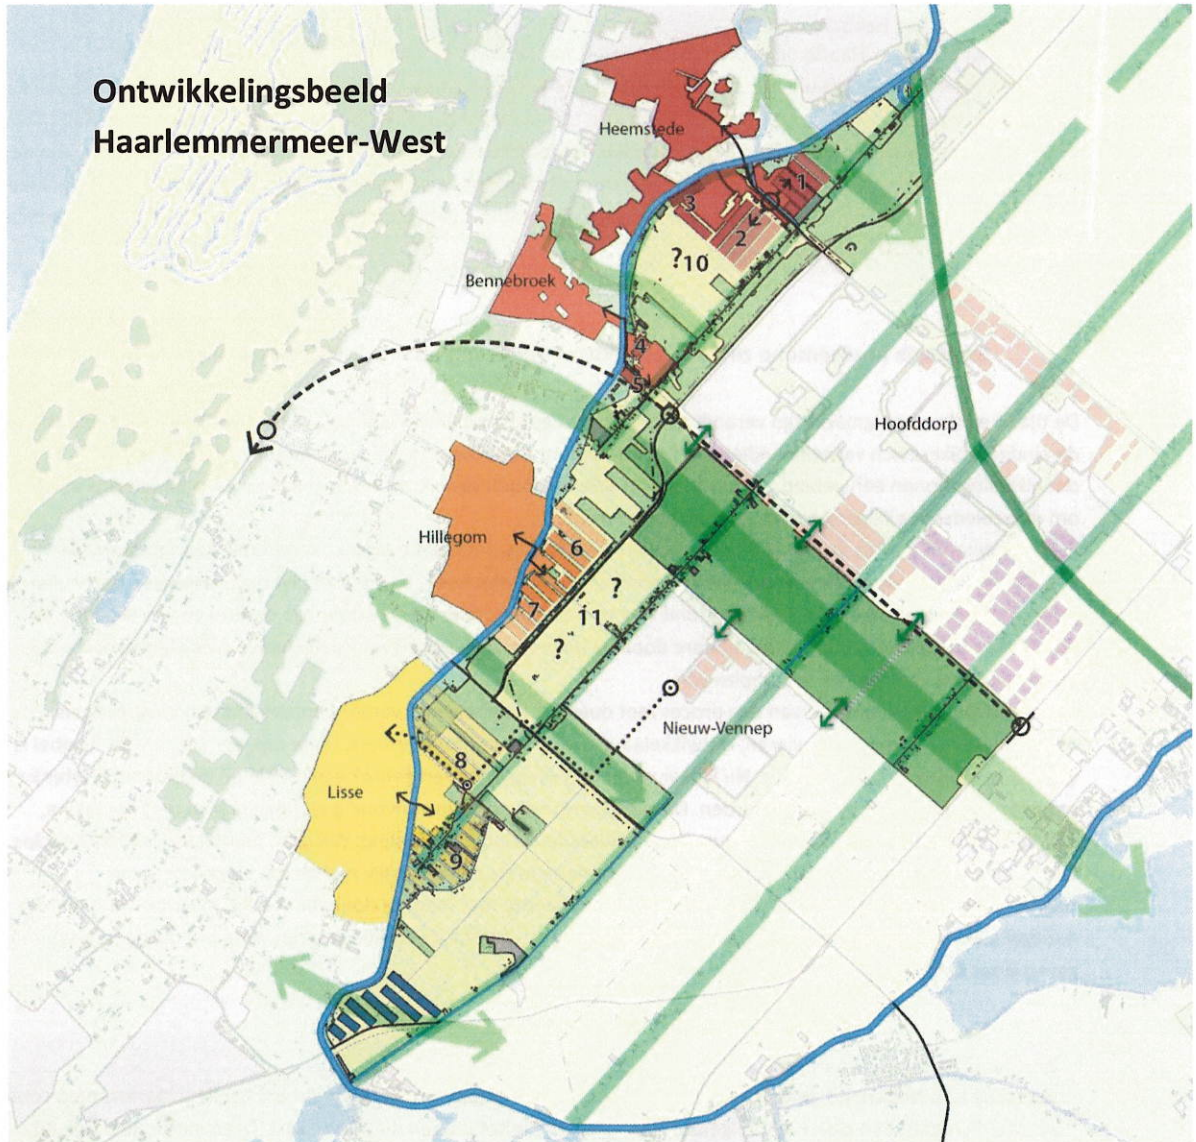 Ontwikkelingsbeeld
Haarlemmermeer-West
Heemstede
1
3
2
?
10
Bennebroek
4
5
Hoofddorp
Hillegom
6
7
?
11
?
Nieuw-Vennep
8
Lisse
9